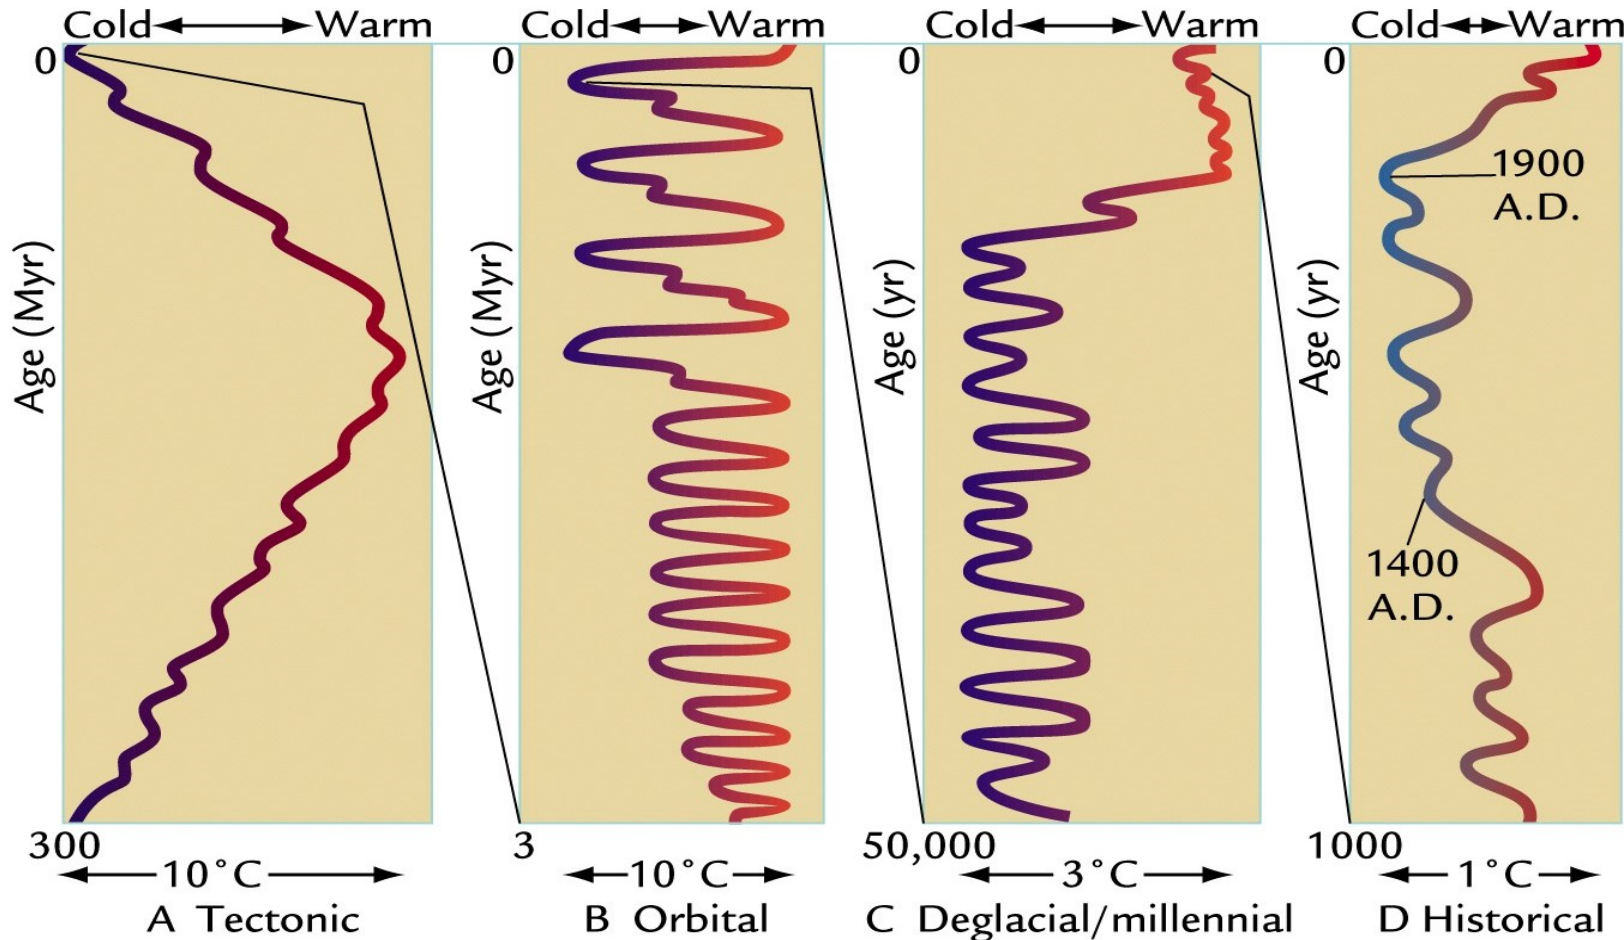 Cold Warm
Cold Warm
Cold Warm
Cold Warm
0
Age (Myr)
300
10°C
A Tectonic
0
Age (Myr)
3
10°C
B Orbital
0
Age (yr)
50,000
3°C
C Deglacial/millennial
0
Age (yr)
1900
A.D.
1400
A.D.
1000
1°C
D Historical